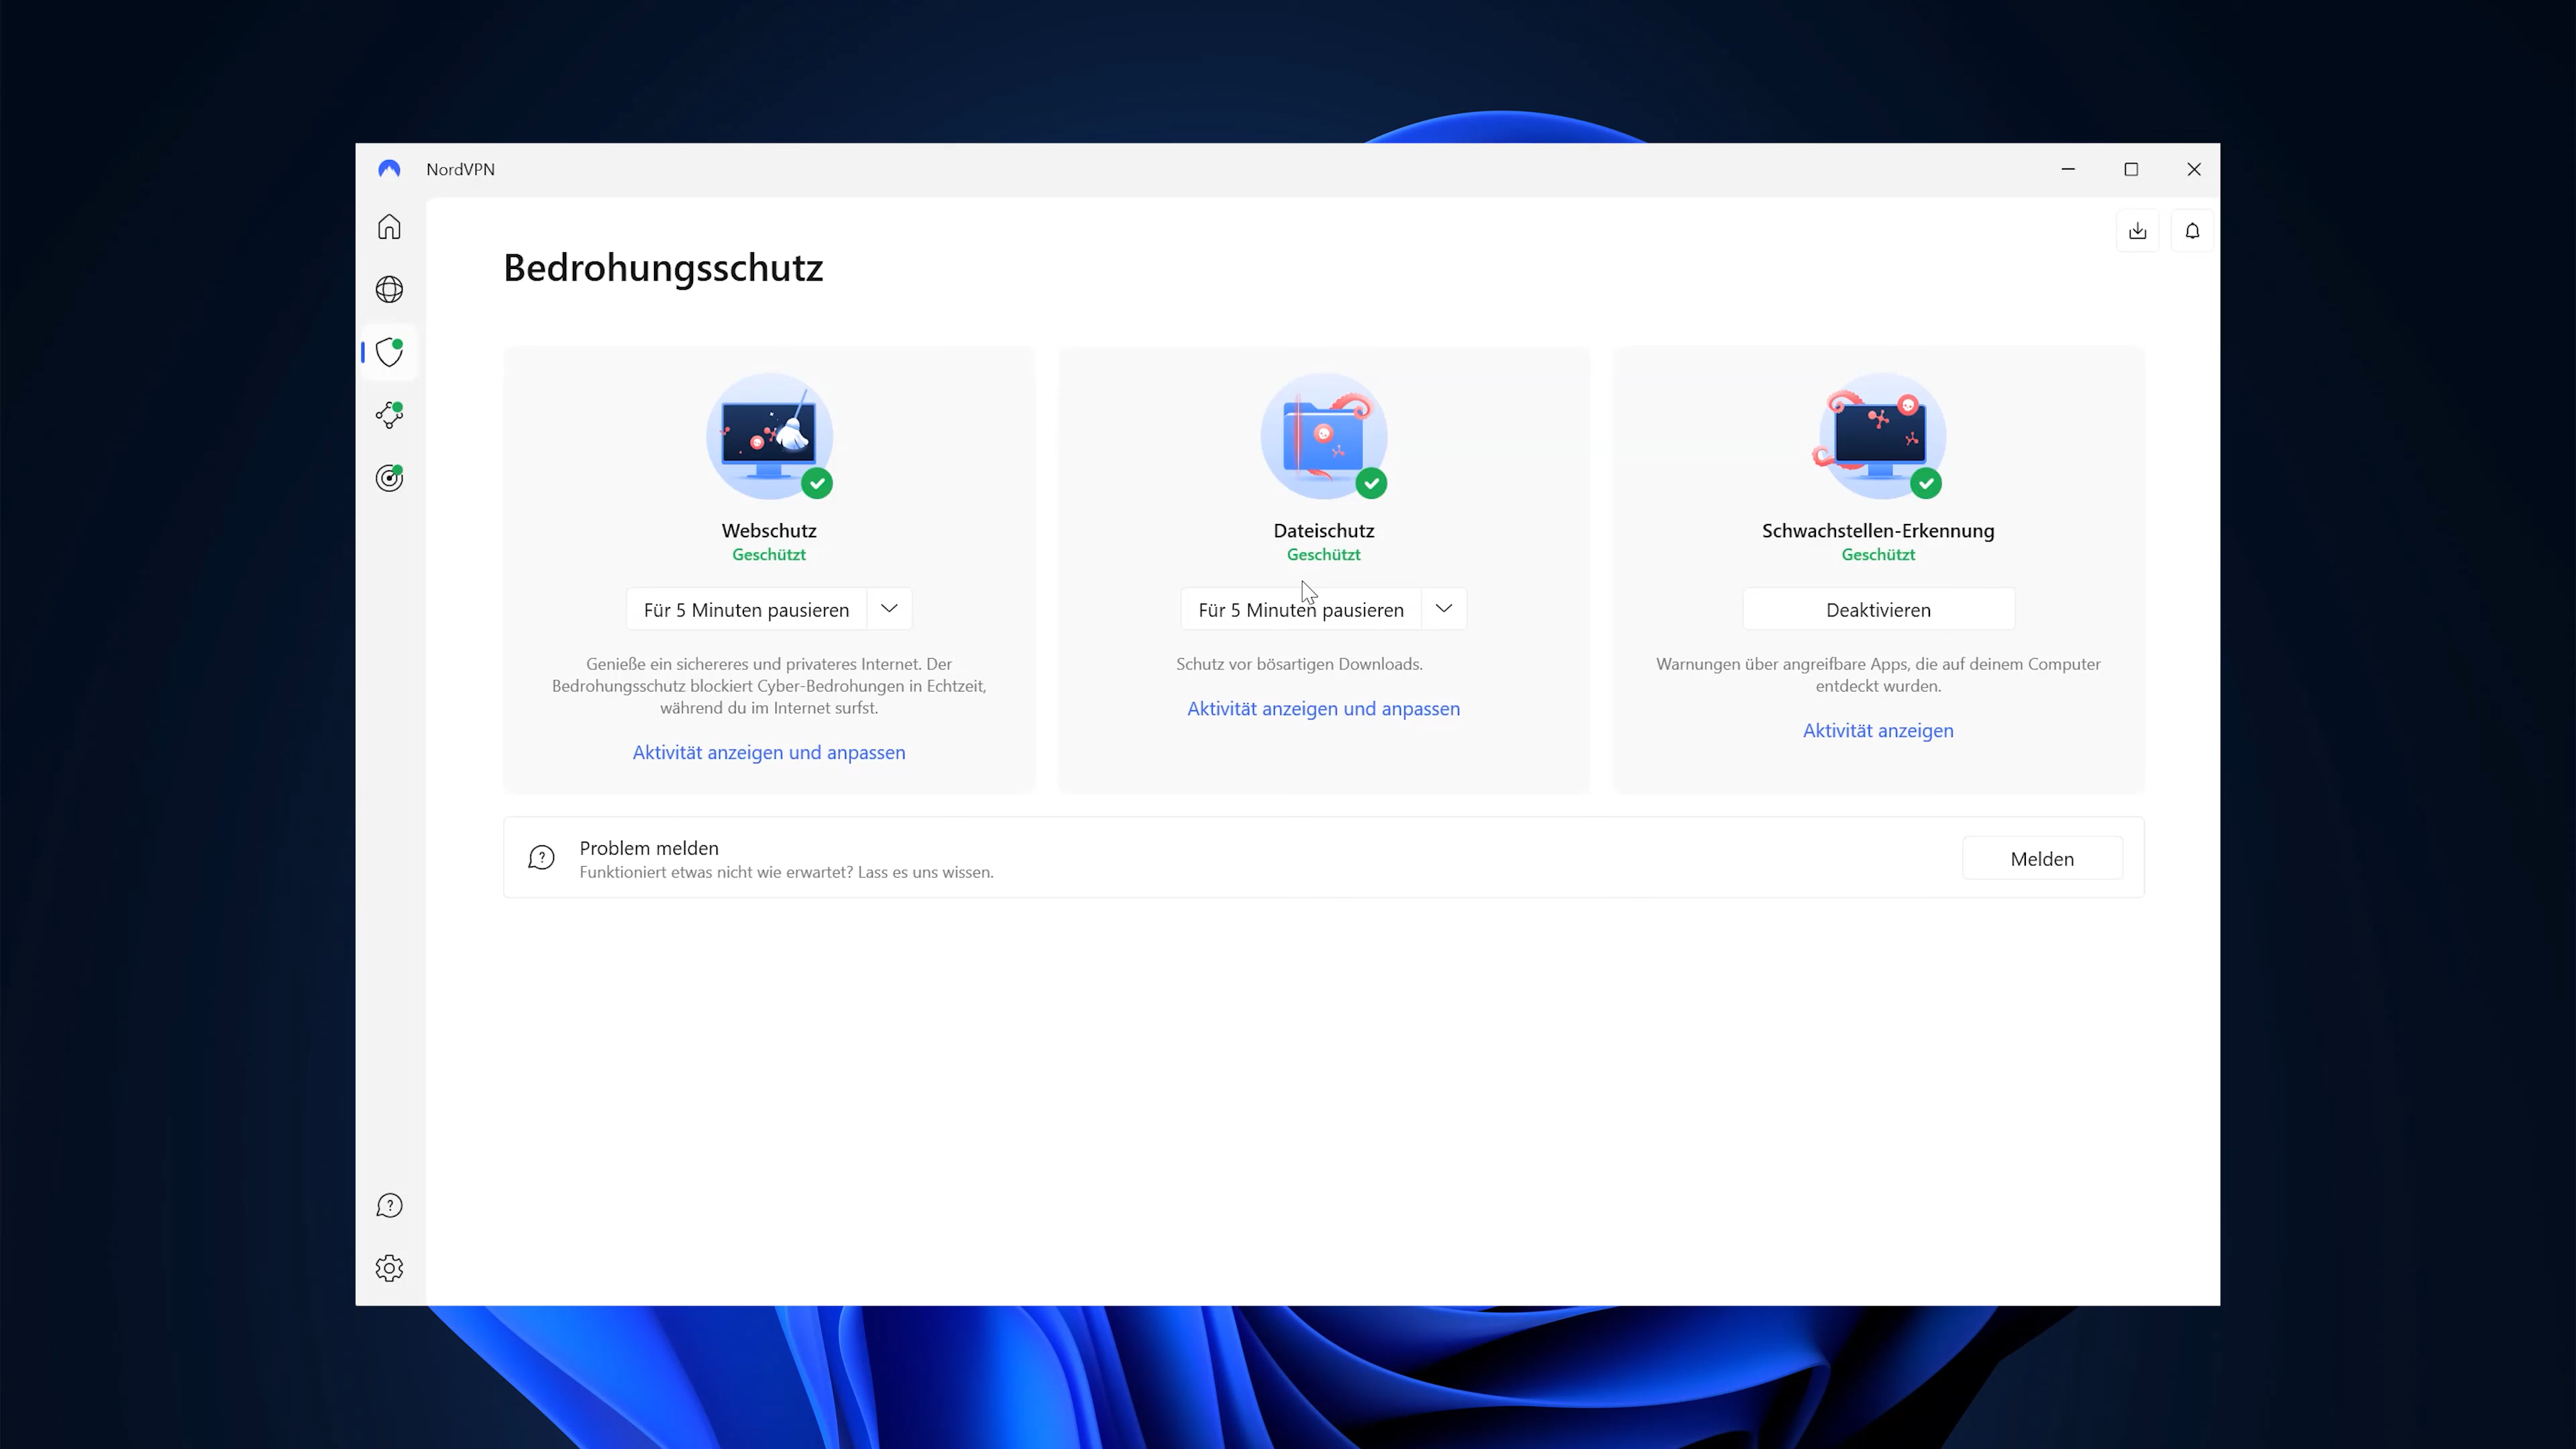 NordVPN
Bedrohungsschutz
Webschutz
Geschützt
Für 5 Minuten pausieren
Genieße ein sichereres und privateres Internet. Der
Bedrohungsschutz blockiert Cyber-Bedrohungen in Echtzeit,
während du im Internet surfst.
Aktivität anzeigen und anpassen
Dateischutz
Geschützt
Für 5 Minuten pausieren
Schutz vor bösartigen Downloads.
Aktivität anzeigen und anpassen
Schwachstellen-Erkennung
Geschützt
Deaktivieren
Warnungen über angreifbare Apps, die auf deinem Computer
entdeckt wurden.
Aktivität anzeigen
Problem melden
Funktioniert etwas nicht wie erwartet? Lass es uns wissen.
Melden